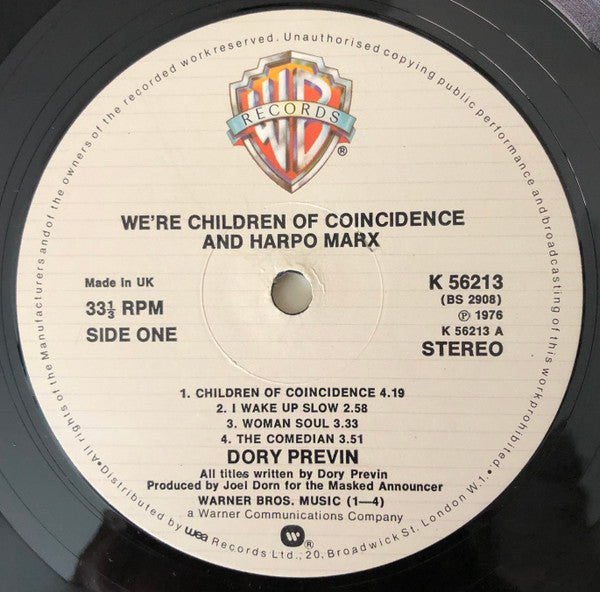 All rights of the Manufacturers and of the owners of the recorded work reserved. Unauthorised copying public performance and broadcasting of this work prohibited.
WB
RECORDS
®
WE'RE CHILDREN OF COINCIDENCE
AND HARPO MARX
Made in UK
33⅓ RPM
SIDE ONE
K 56213
(BS 2908)
℗ 1976
K 56213 A
STEREO
1. CHILDREN OF COINCIDENCE 4.19
2. I WAKE UP SLOW 2.58
3. WOMAN SOUL 3.33
4. THE COMEDIAN 3.51
DORY PREVIN
All titles written by Dory Previn
Produced by Joel Dorn for the Masked Announcer
WARNER BROS. MUSIC (1—4)
a Warner Communications Company
®
•Distributed by wea Records Ltd., 20, Broadwick St. London W.1.•